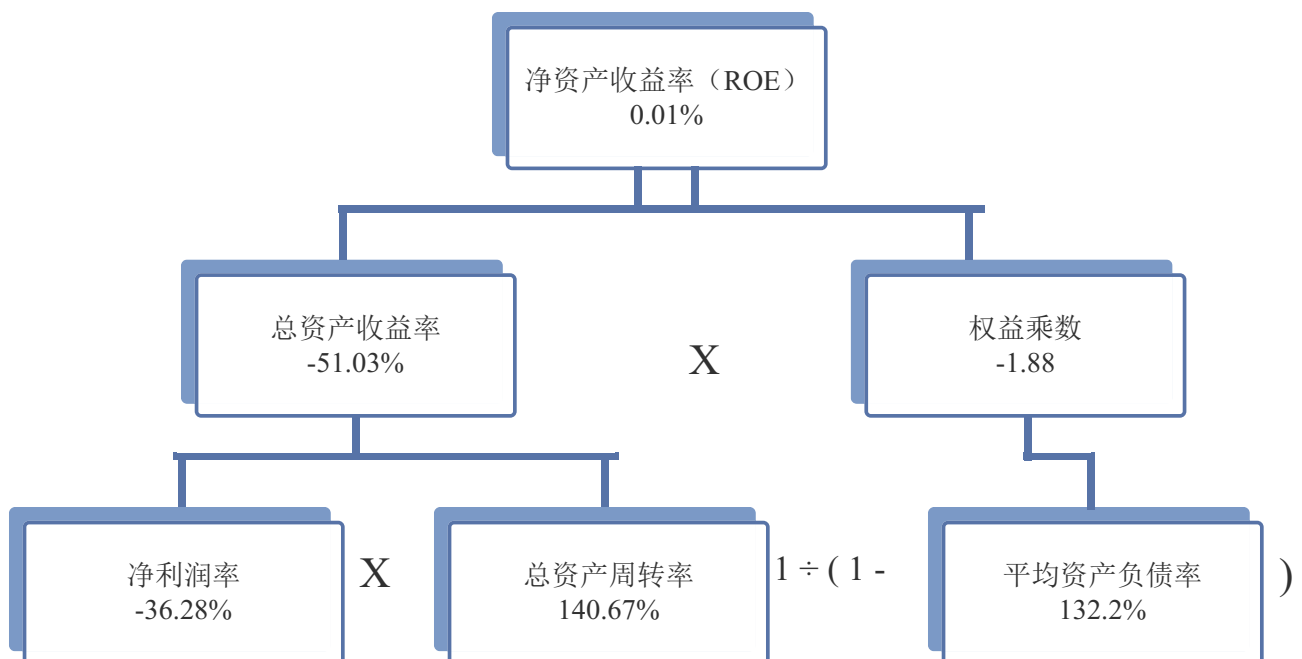 净资产收益率（ROE）
0.01%
总资产收益率
-51.03%
X
权益乘数
-1.88
净利润率
-36.28%
X
总资产周转率
140.67%
1 ÷ ( 1 -
平均资产负债率
132.2%
)